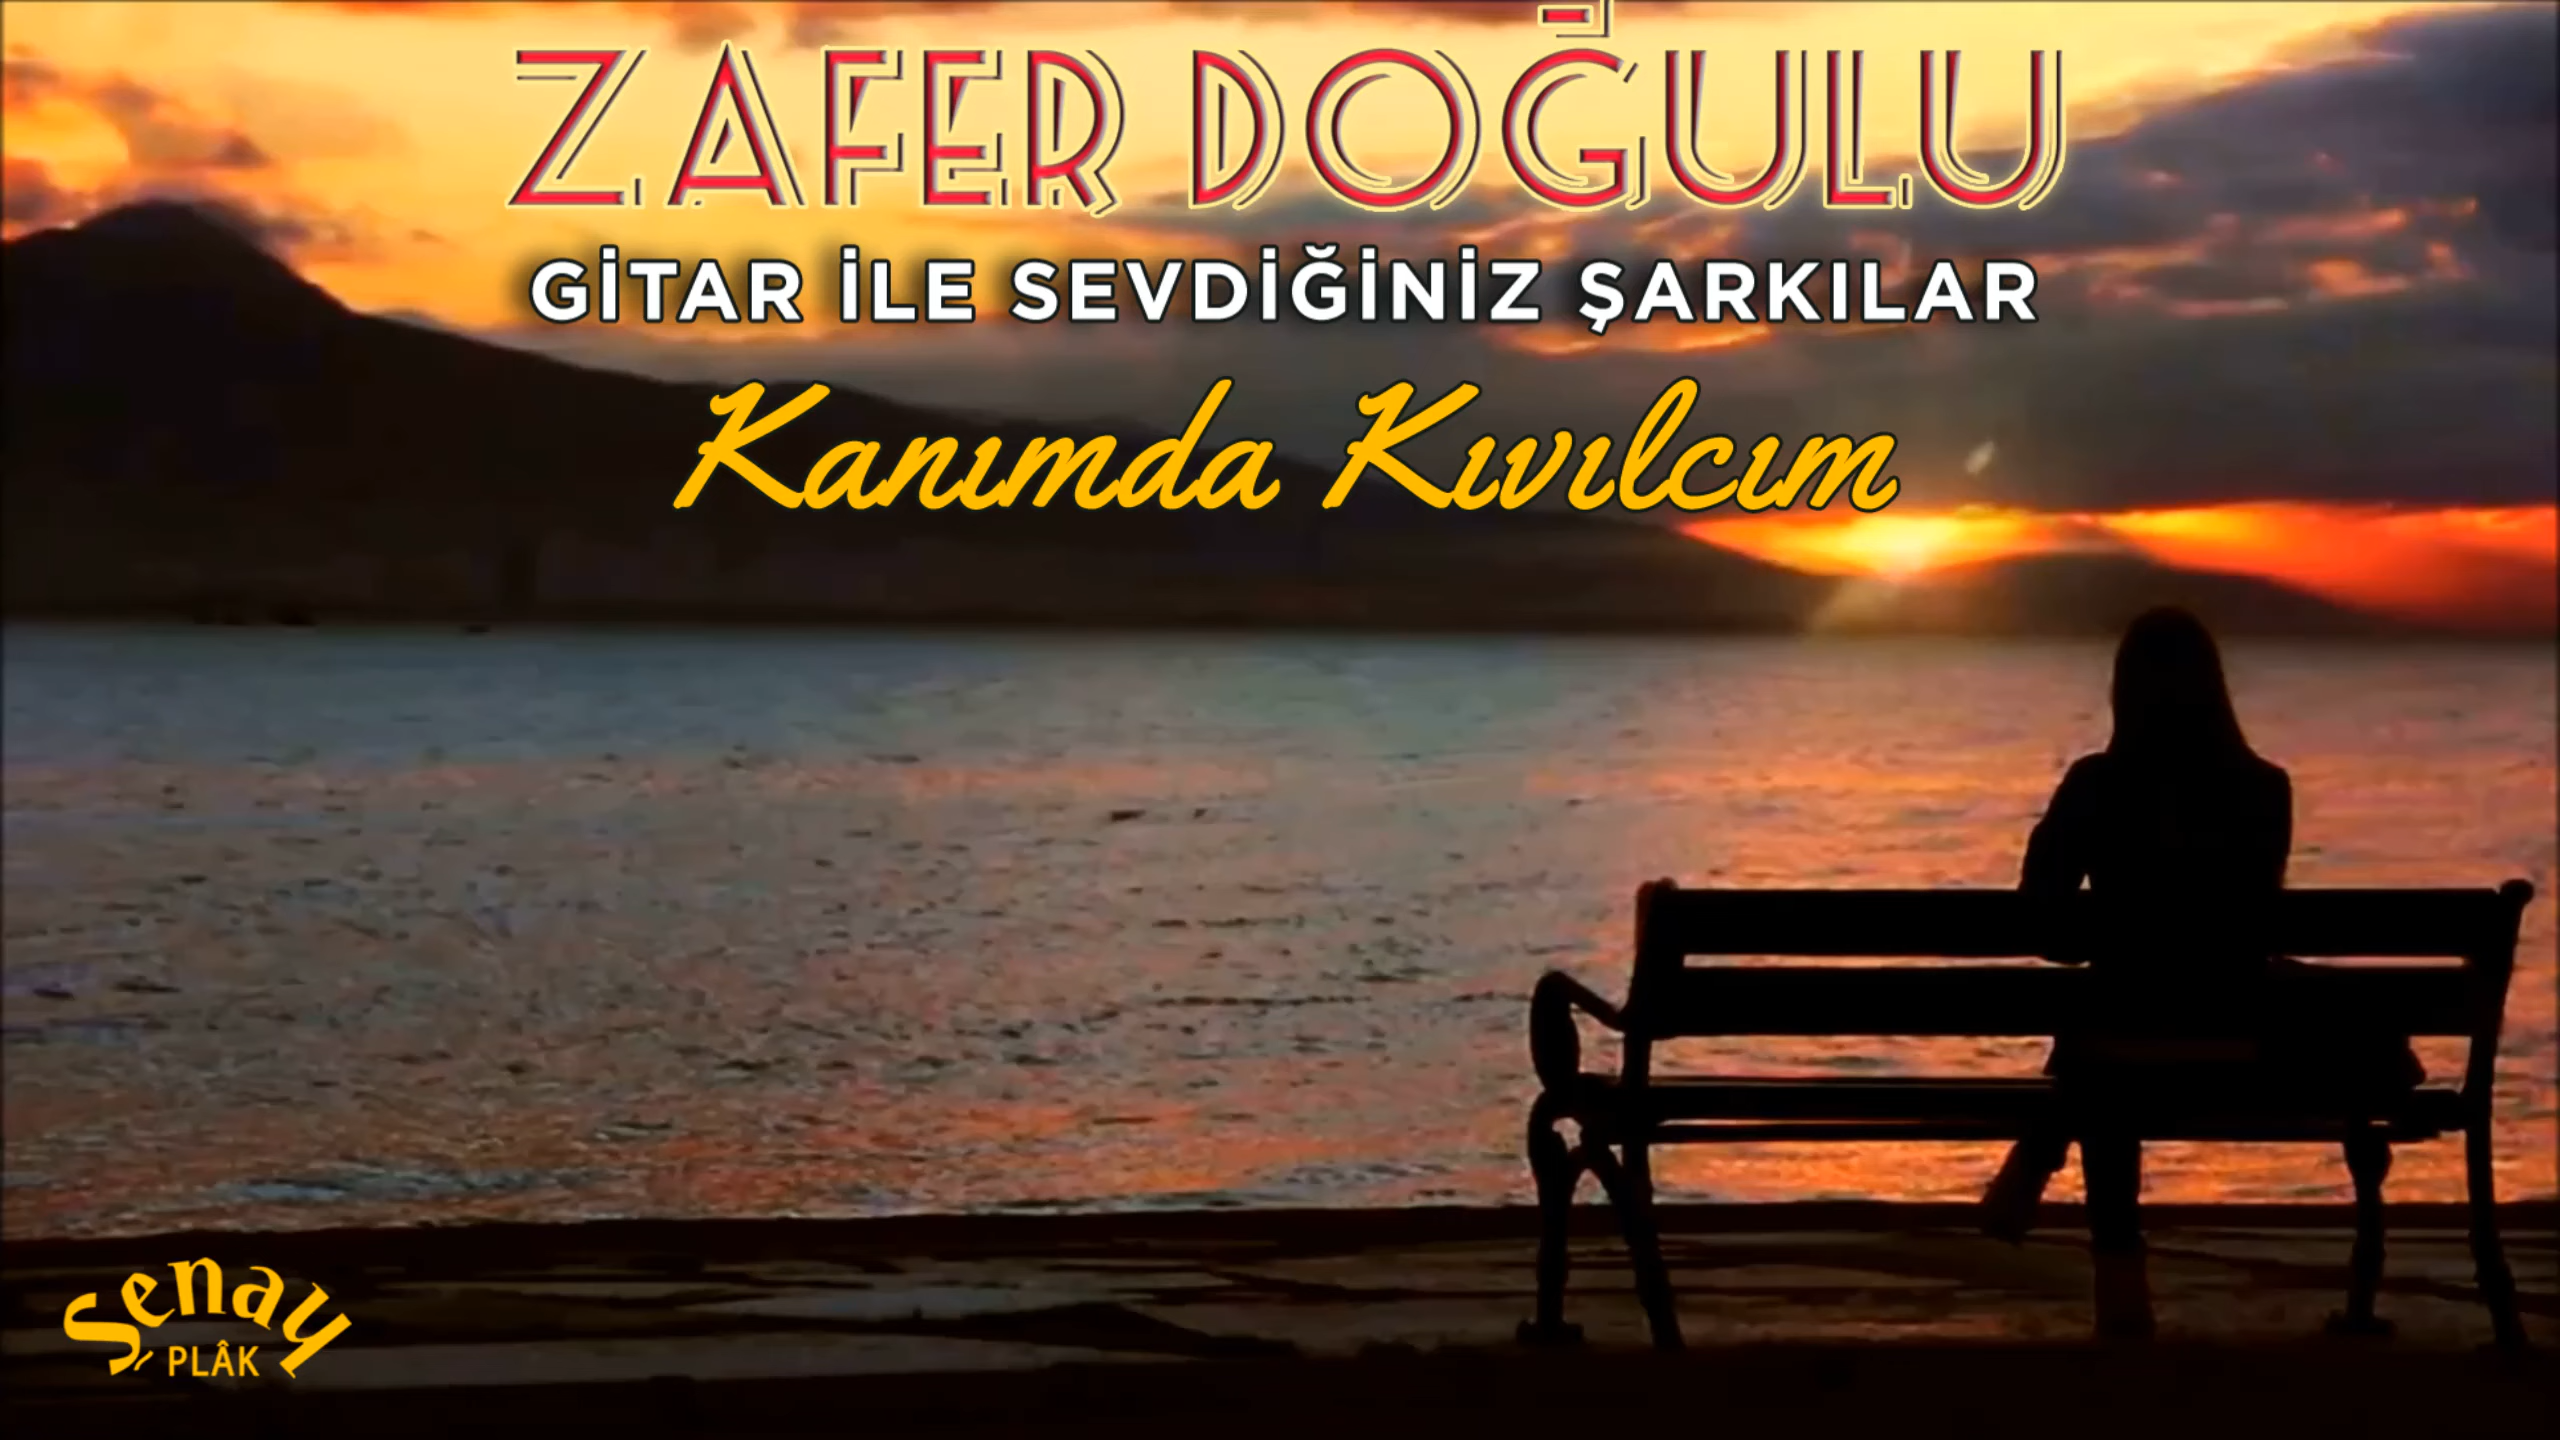 ZAFER DOĞULU
GİTAR İLE SEVDİĞİNİZ ŞARKILAR
Kanımda Kıvılcım
Şenay
PLÂK